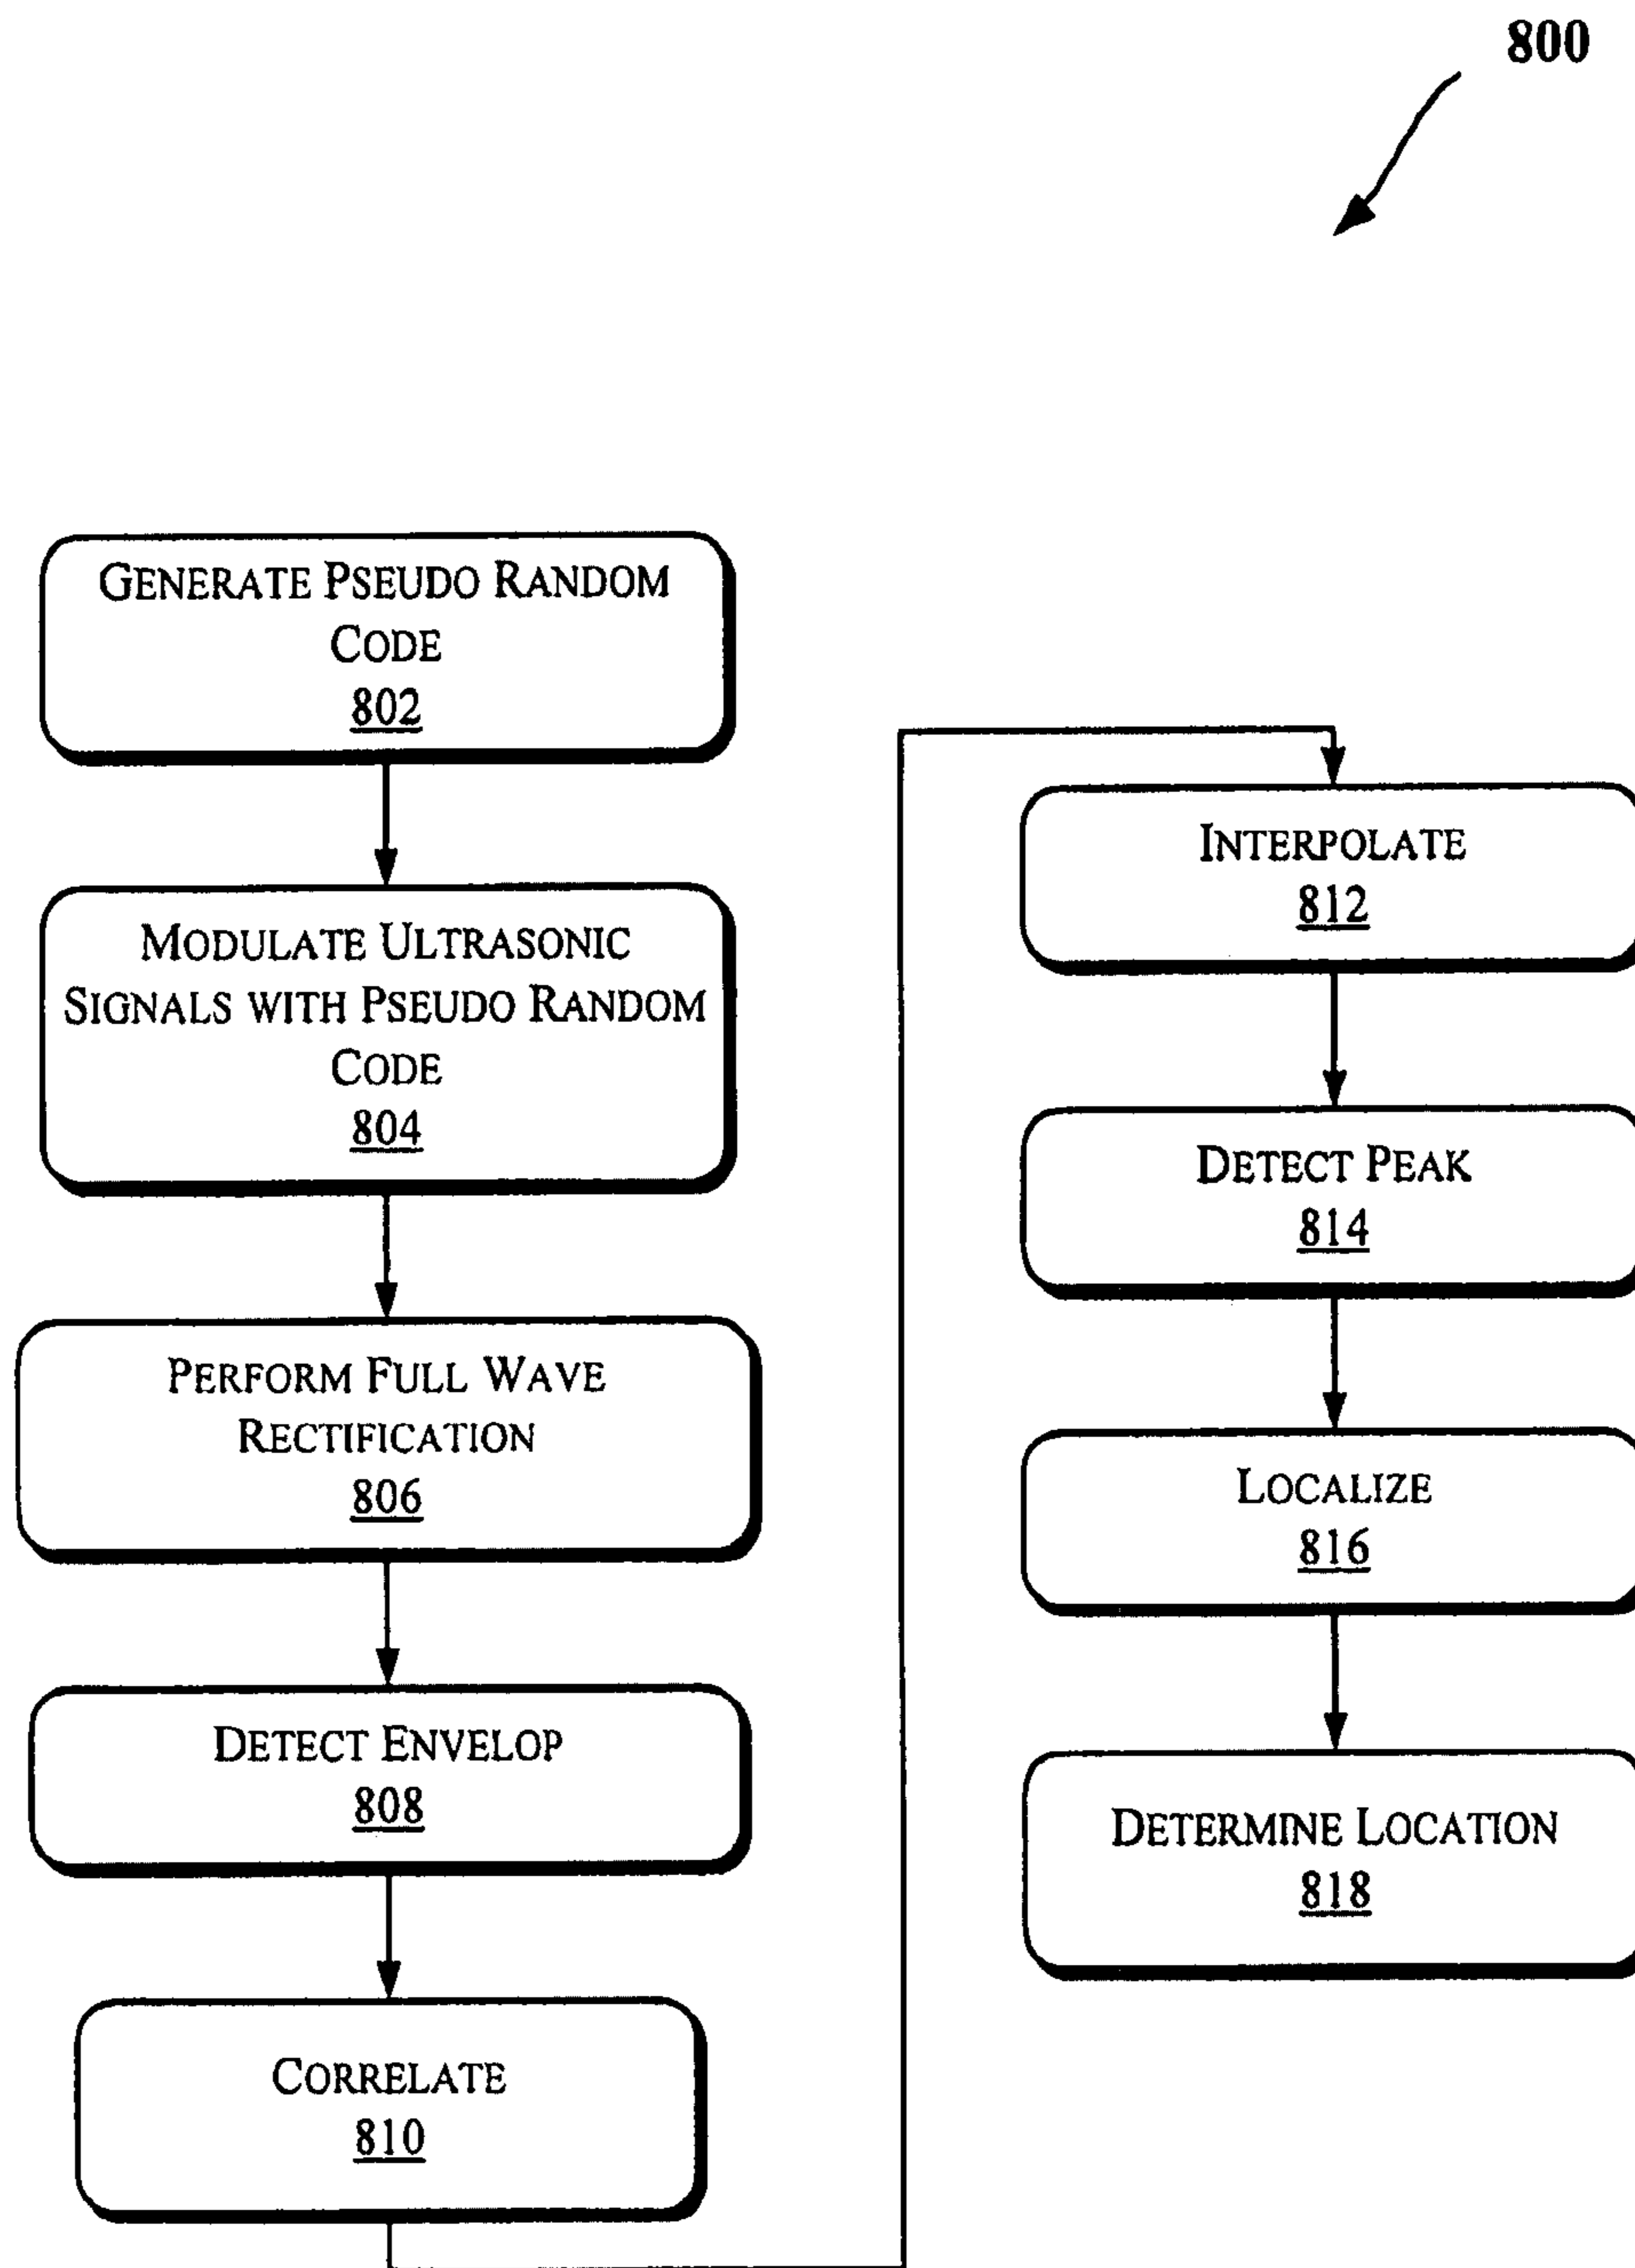 800
GENERATE PSEUDO RANDOM
CODE
802
MODULATE ULTRASONIC
SIGNALS WITH PSEUDO RANDOM
CODE
804
PERFORM FULL WAVE
RECTIFICATION
806
DETECT ENVELOP
808
CORRELATE
810
INTERPOLATE
812
DETECT PEAK
814
LOCALIZE
816
DETERMINE LOCATION
818